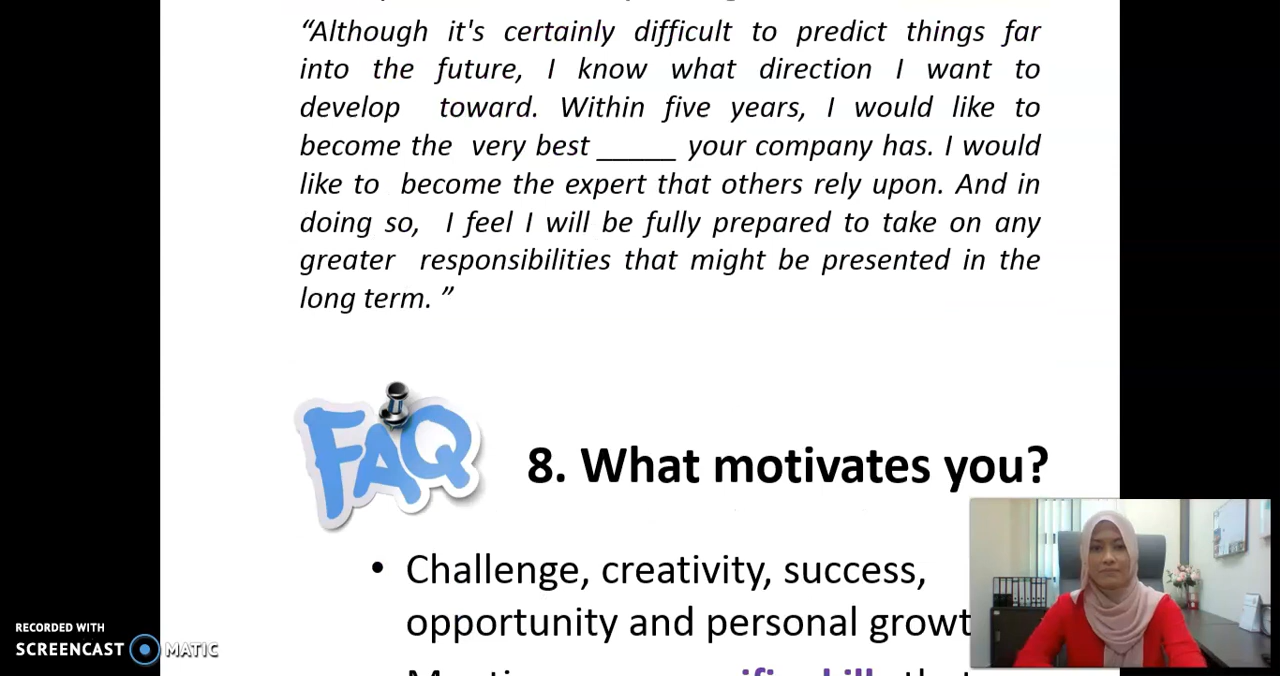 “Although it's certainly difficult to predict things far
into the future, I know what direction I want to
develop toward. Within five years, I would like to
become the very best _____ your company has. I would
like to become the expert that others rely upon. And in
doing so, I feel I will be fully prepared to take on any
greater responsibilities that might be presented in the
long term. ”
FAQ
8. What motivates you?
• Challenge, creativity, success,
opportunity and personal growt
RECORDED WITH
SCREENCAST MATIC